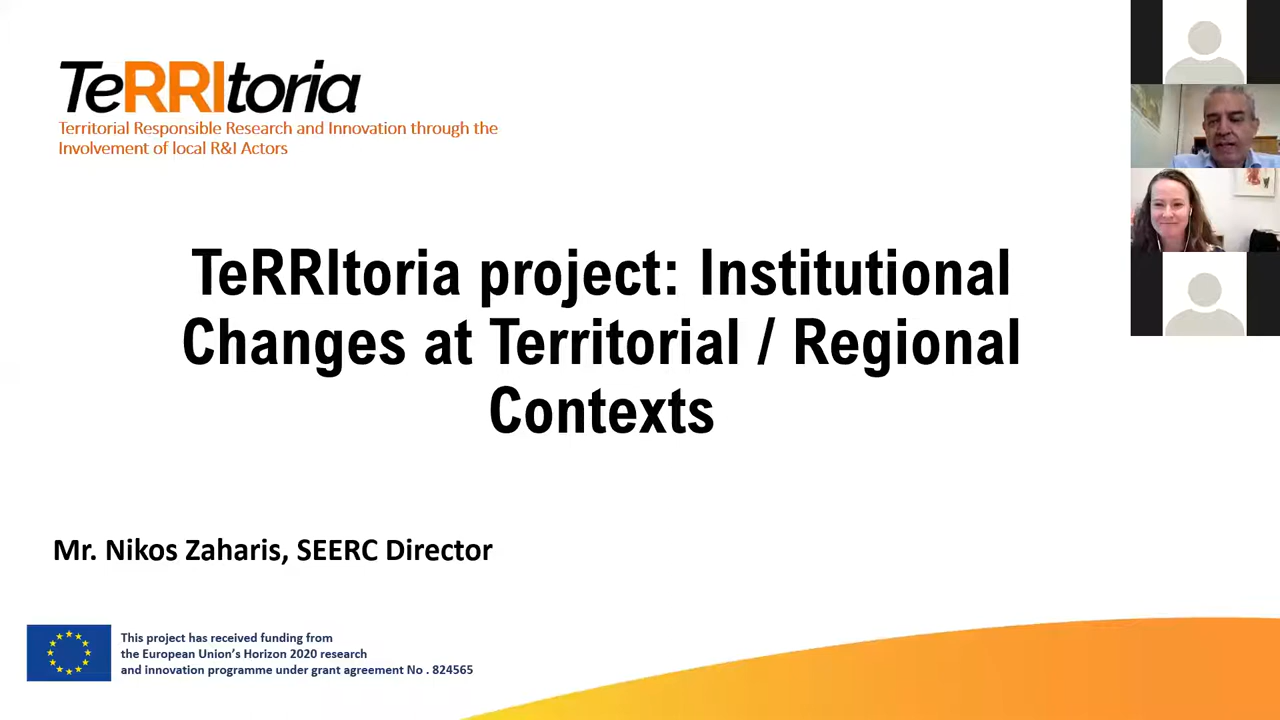 TeRRItoria
Territorial Responsible Research and Innovation through the
Involvement of local R&I Actors
TeRRItoria project: Institutional
Changes at Territorial / Regional
Contexts
Mr. Nikos Zaharis, SEERC Director
This project has received funding from
the European Union's Horizon 2020 research
and innovation programme under grant agreement No . 824565